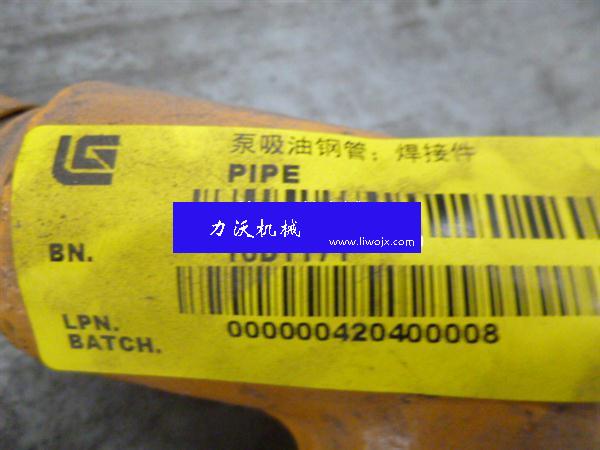 泵吸油钢管；焊接件
PIPE
力沃机械
www.liwojx.com
BN.
LPN.
000000420400008
BATCH.